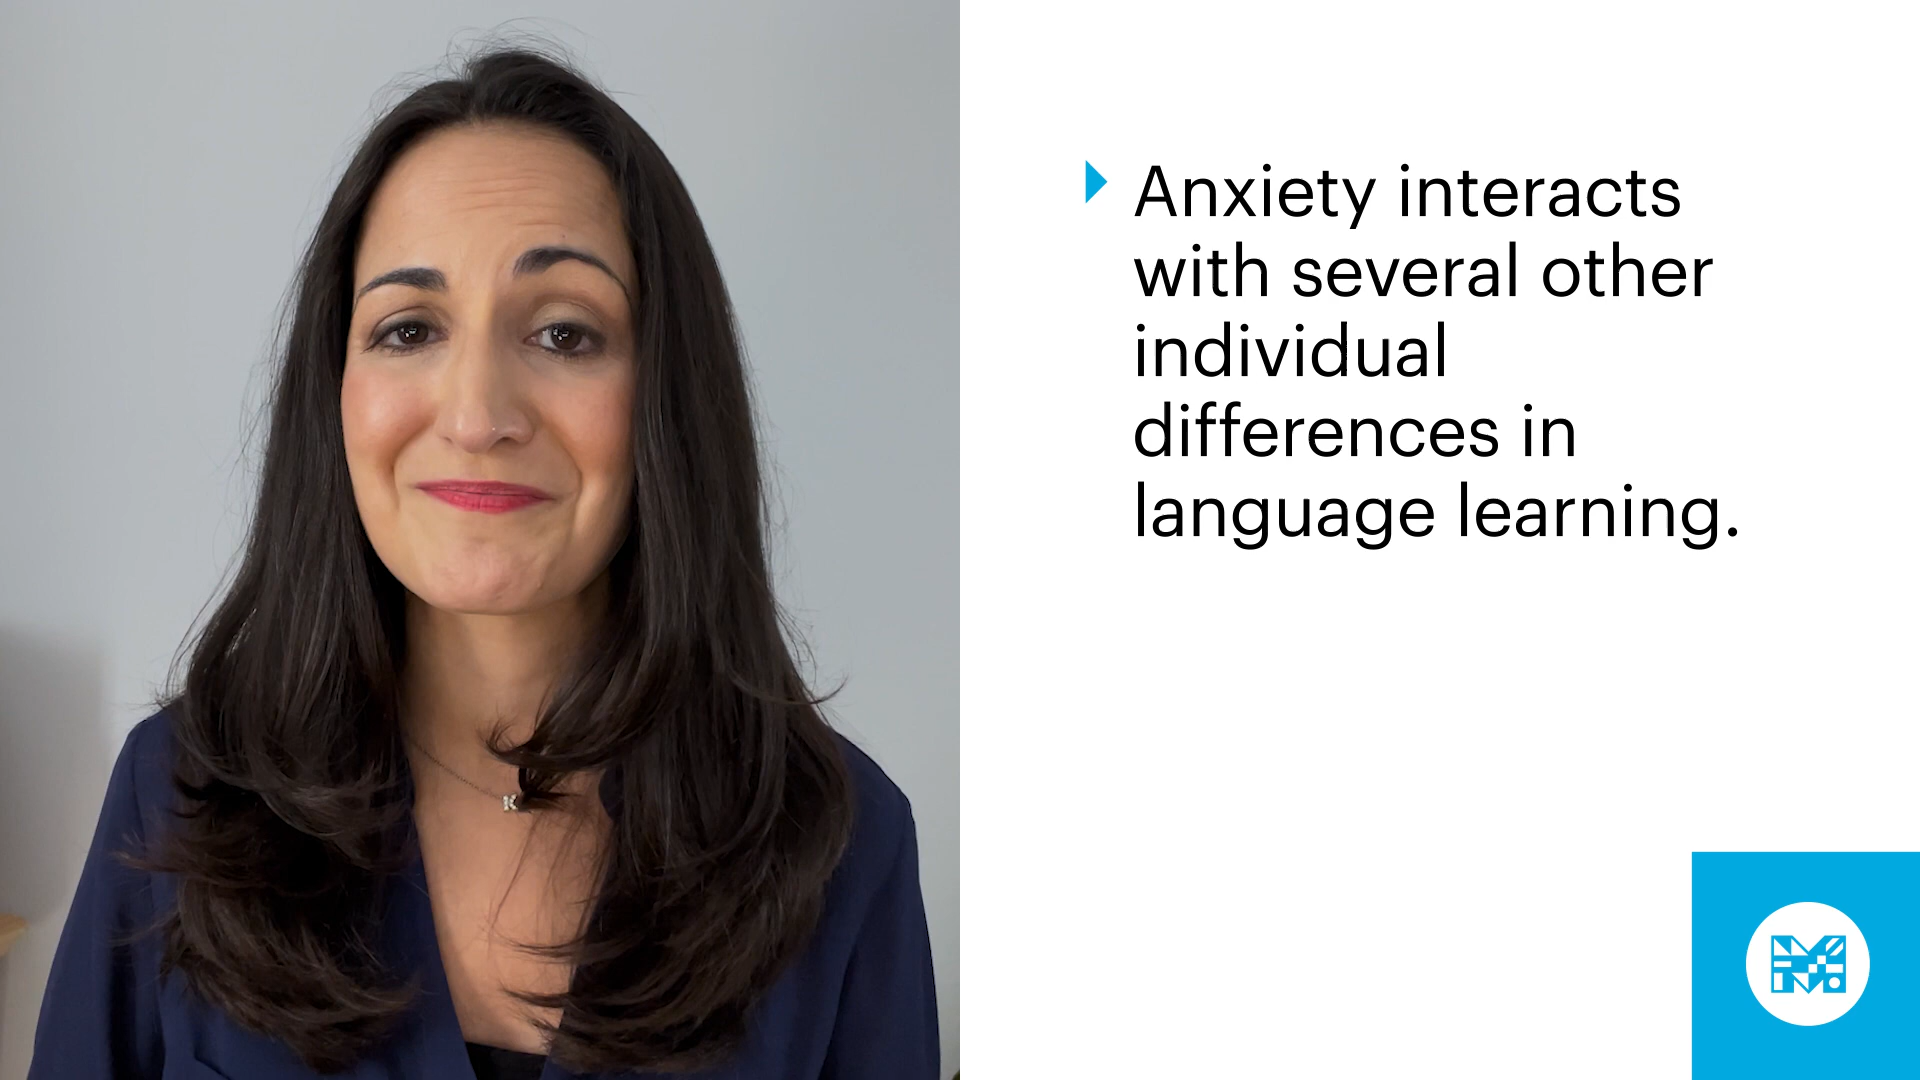 Anxiety interacts
with several other
individual
differences in
language learning.
K